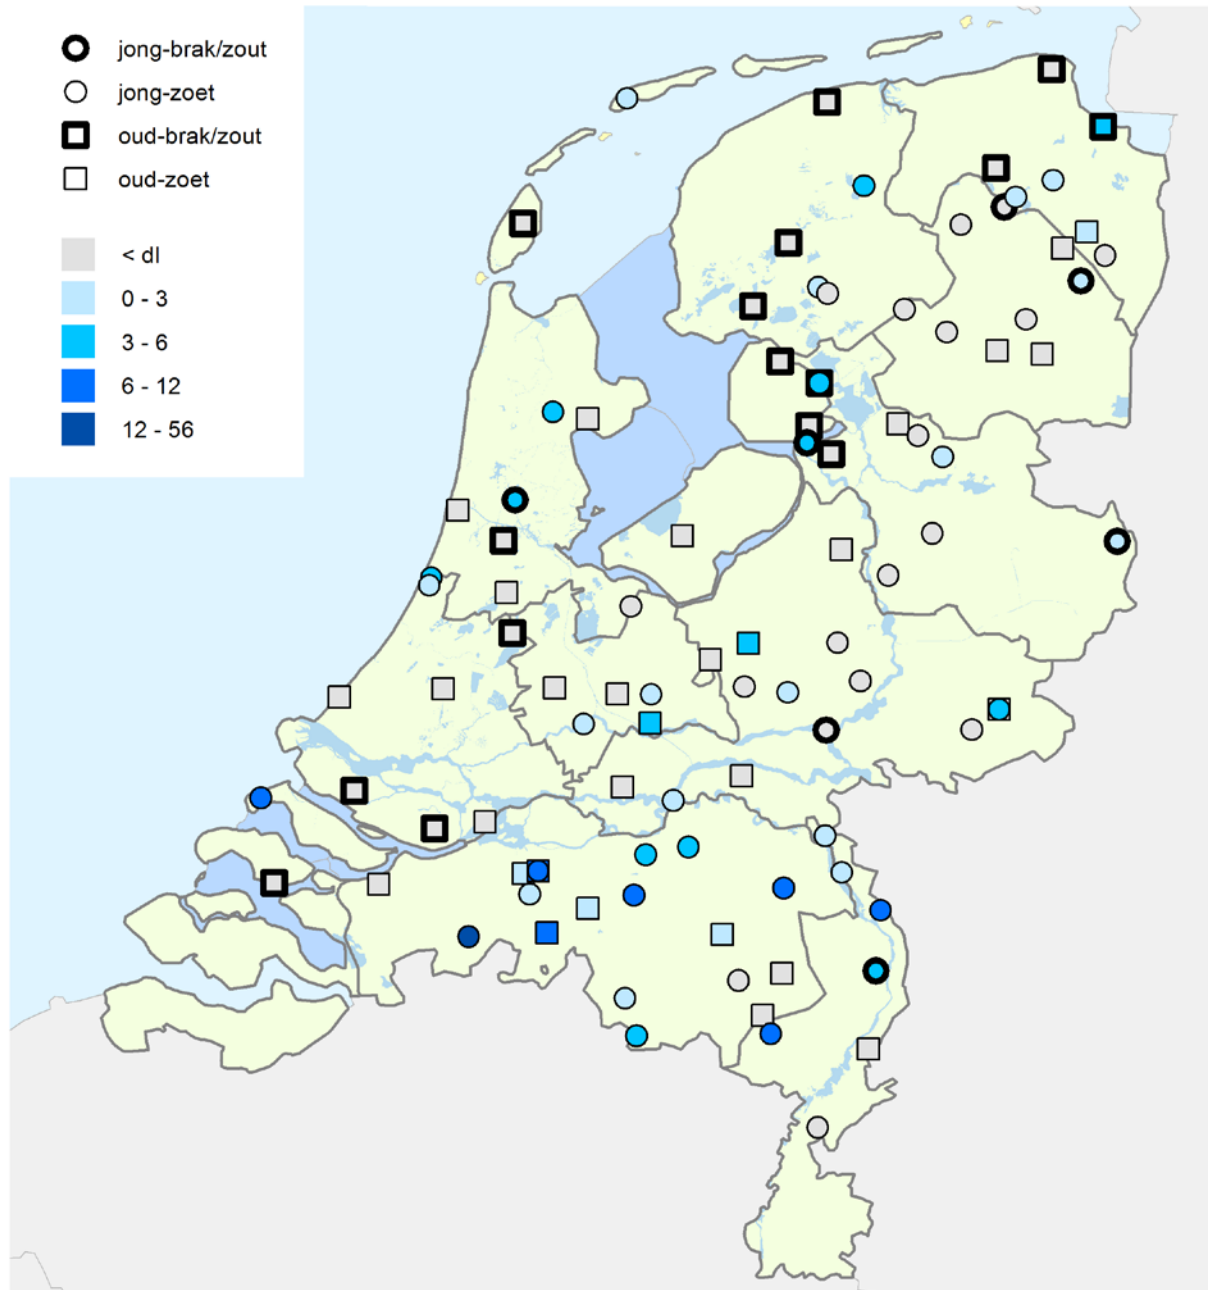 jong-brak/zout
jong-zoet
oud-brak/zout
oud-zoet
< dl
0 - 3
3 - 6
6 - 12
12 - 56